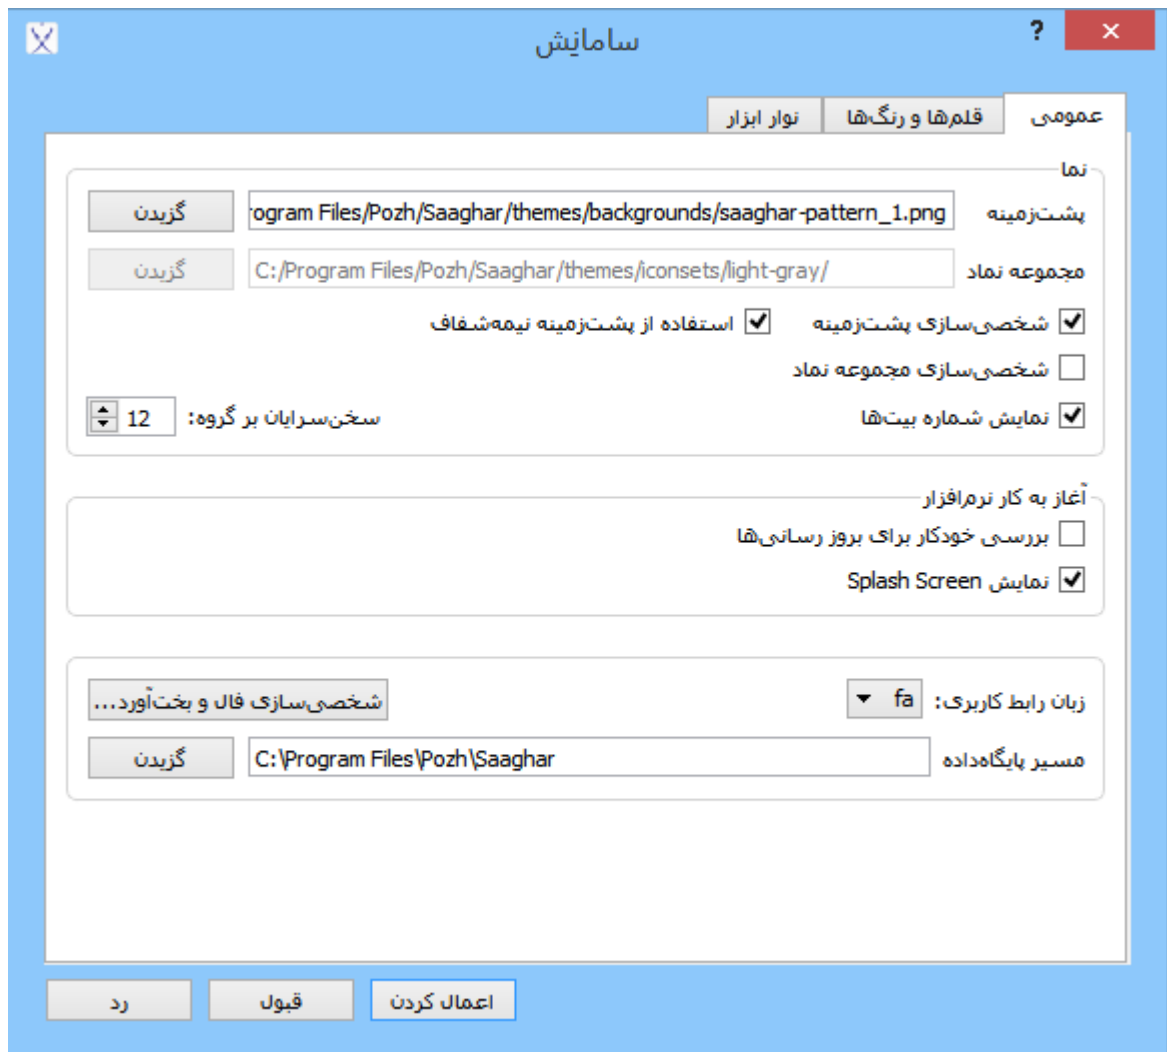 سامانِش
?
عمومی قلم‌ها و رنگ‌ها نوار ابزار
نما
پشت‌زمینه rogram Files/Pozh/Saaghar/themes/backgrounds/saaghar-pattern_1.png گزیدن
مجموعه نماد C:/Program Files/Pozh/Saaghar/themes/iconsets/light-gray/ گزیدن
شخصی‌سازی پشت‌زمینه استفاده از پشت‌زمینه نیمه‌شفاف
شخصی‌سازی مجموعه نماد
نمایش شماره بیت‌ها سخن‌سرایان بر گروه: 12
آغاز به کار نرم‌افزار
بررسی خودکار برای بروز رسانی‌ها
نمایش Splash Screen
زبان رابط کاربری: fa شخصی‌سازی فال و بخت‌آورد...
مسیر پایگاه‌داده C:\Program Files\Pozh\Saaghar گزیدن
اعمال کردن قبول رد